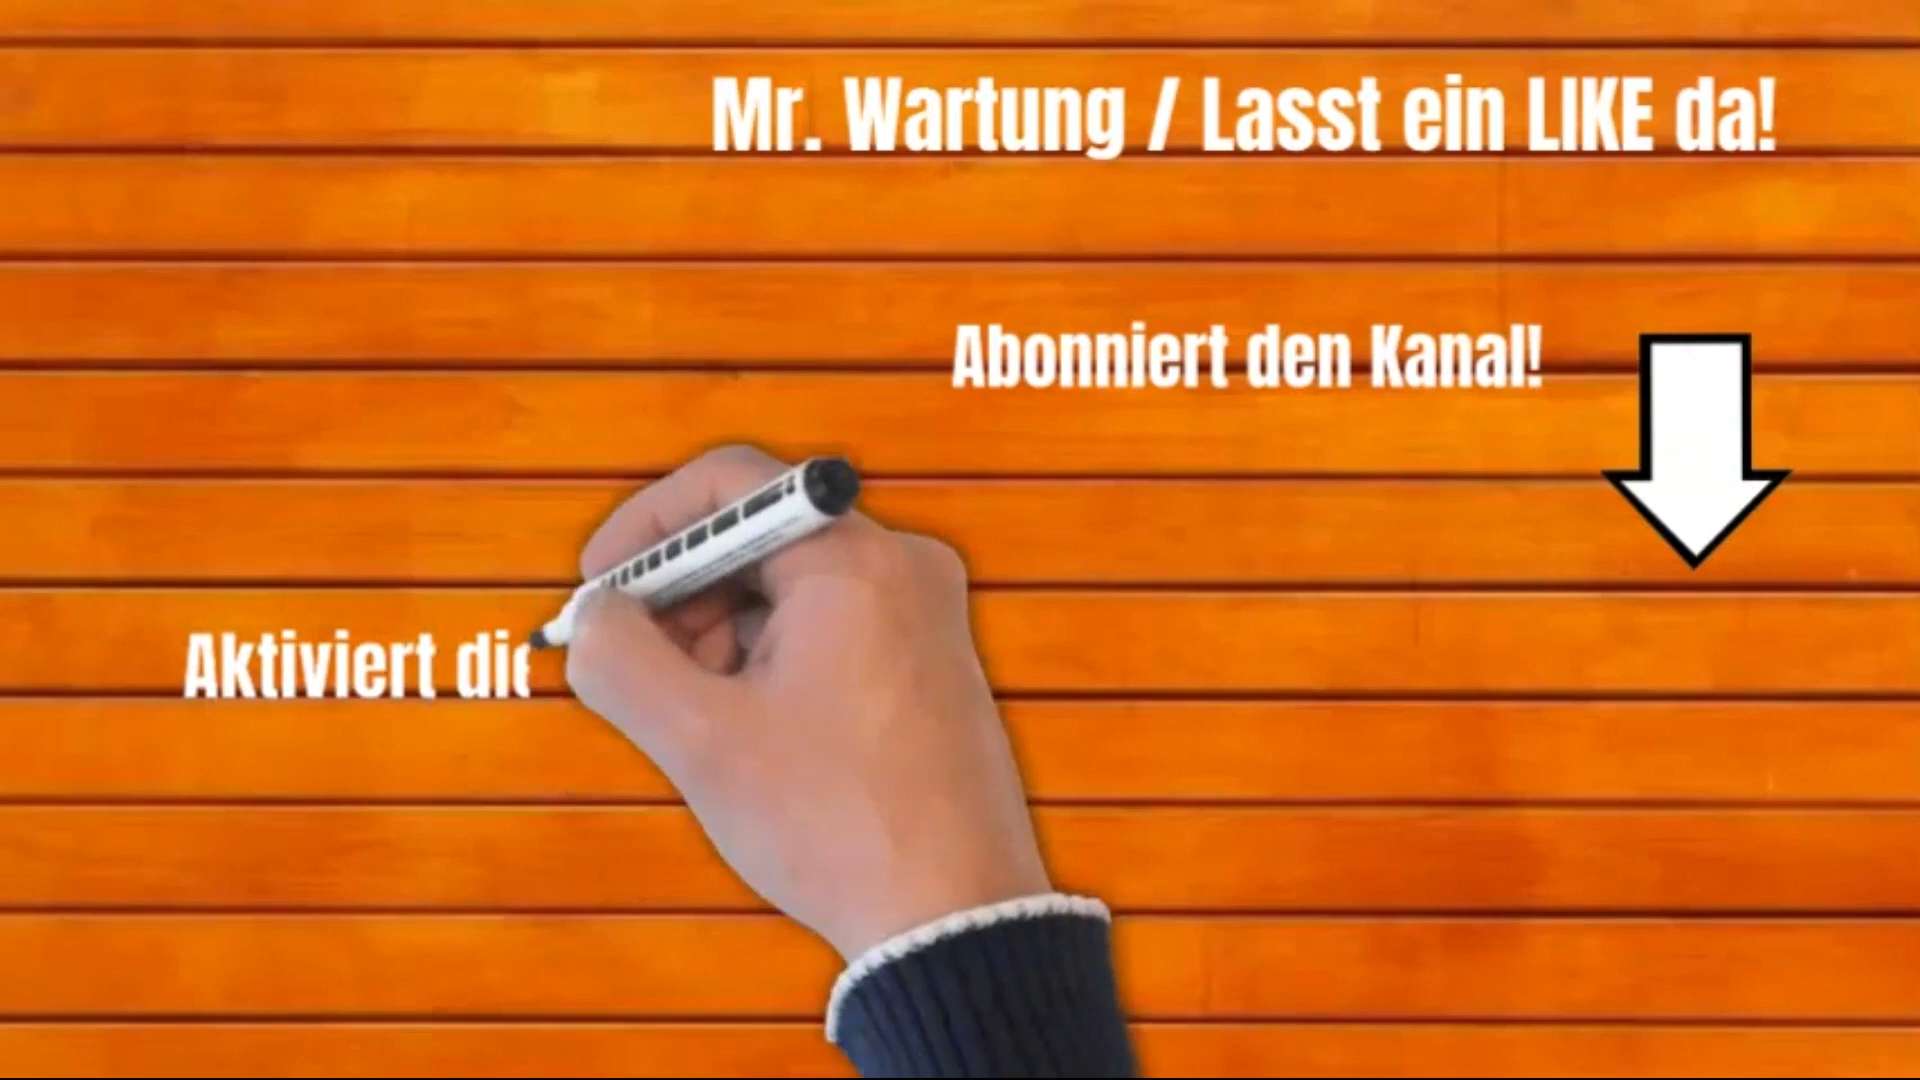 Mr. Wartung / Lasst ein LIKE da!
Abonniert den Kanal!
Aktiviert die